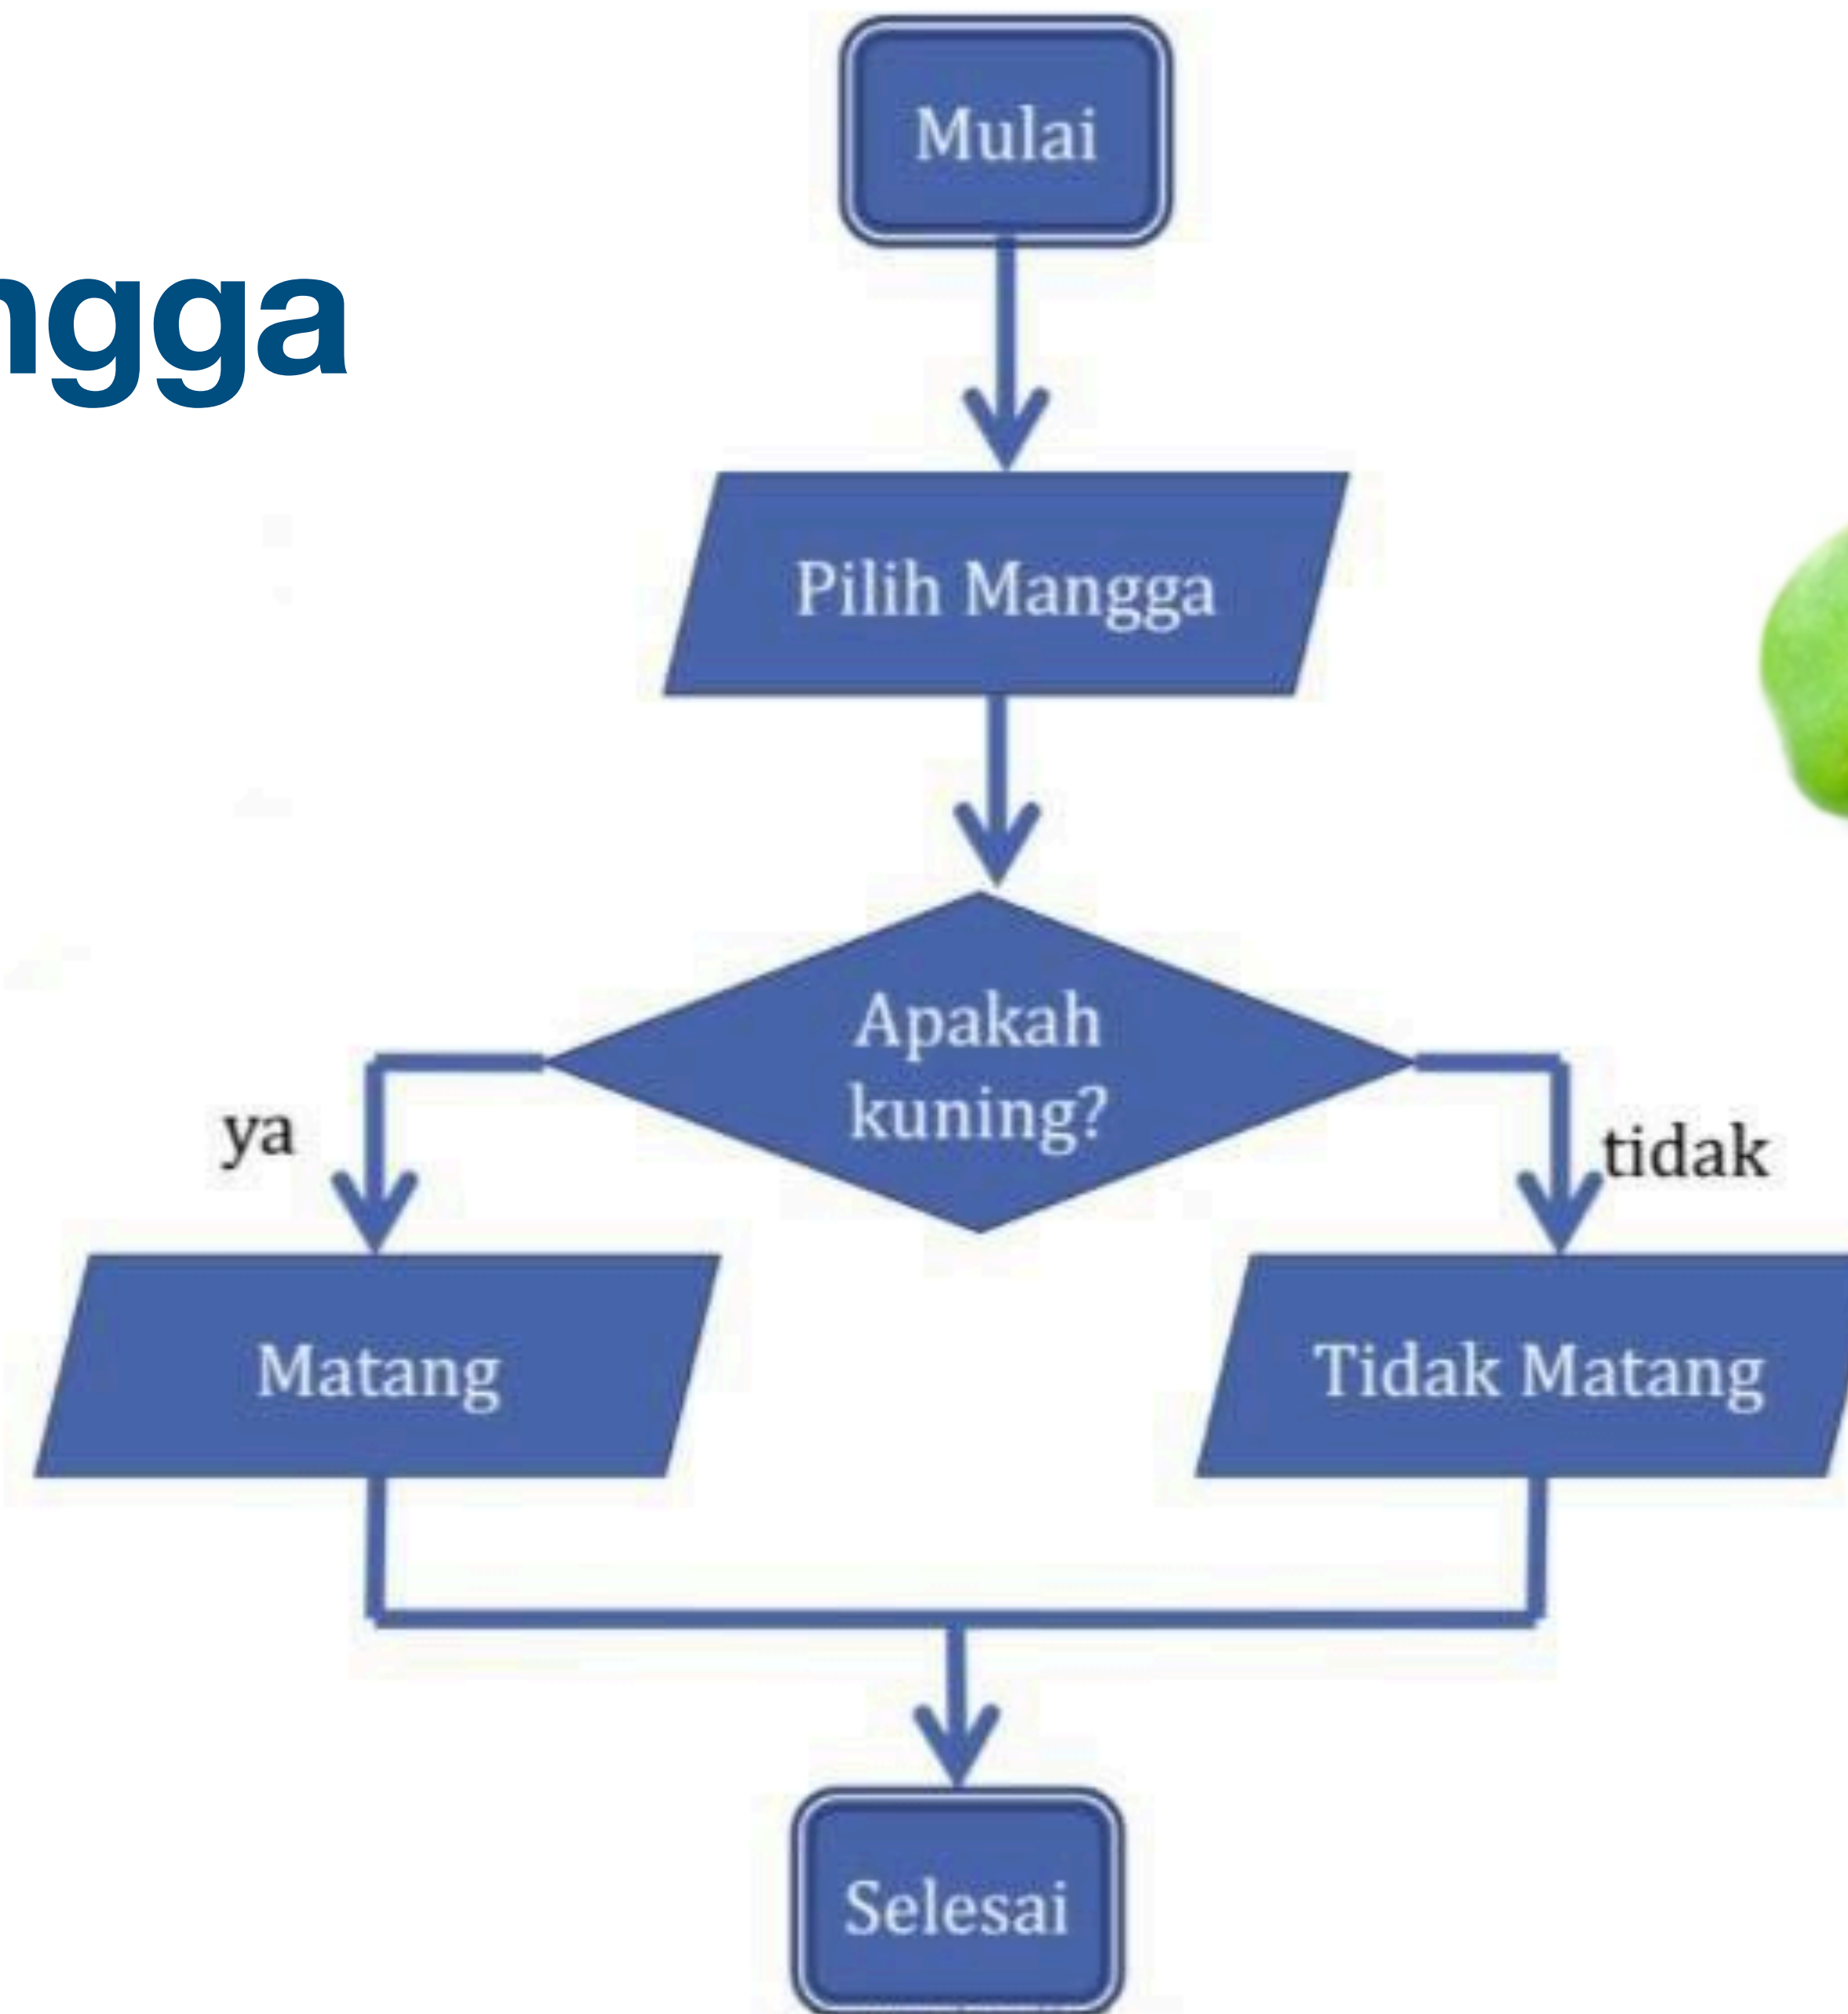 Mulai
ngga
Pilih Mangga
Apakah
kuning?
ya
tidak
Matang
Tidak Matang
Selesai